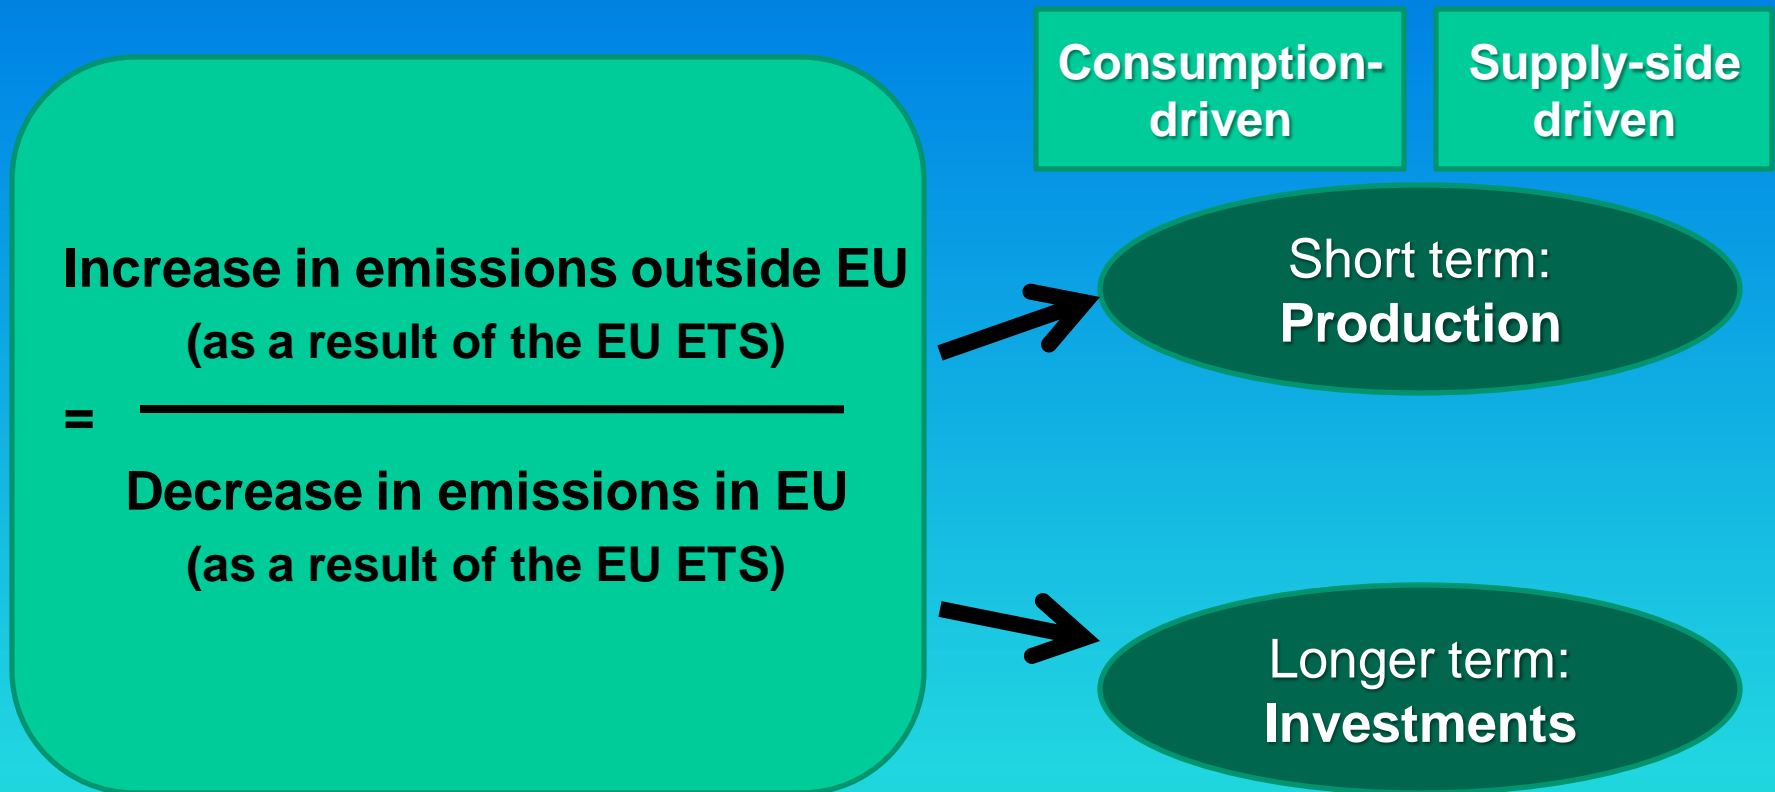 Consumption-
driven
Supply-side
driven
Increase in emissions outside EU
(as a result of the EU ETS)
=
Decrease in emissions in EU
(as a result of the EU ETS)
Short term:
Production
Longer term:
Investments